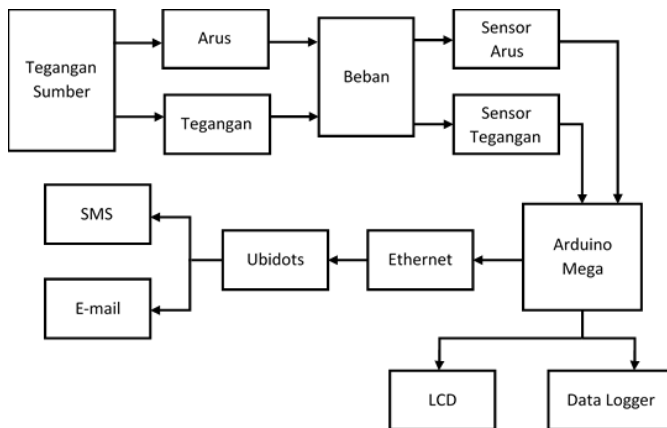 Tegangan
Sumber
Arus
Tegangan
Beban
Sensor
Arus
Sensor
Tegangan
SMS
E-mail
Ubidots
Ethernet
Arduino
Mega
LCD
Data Logger